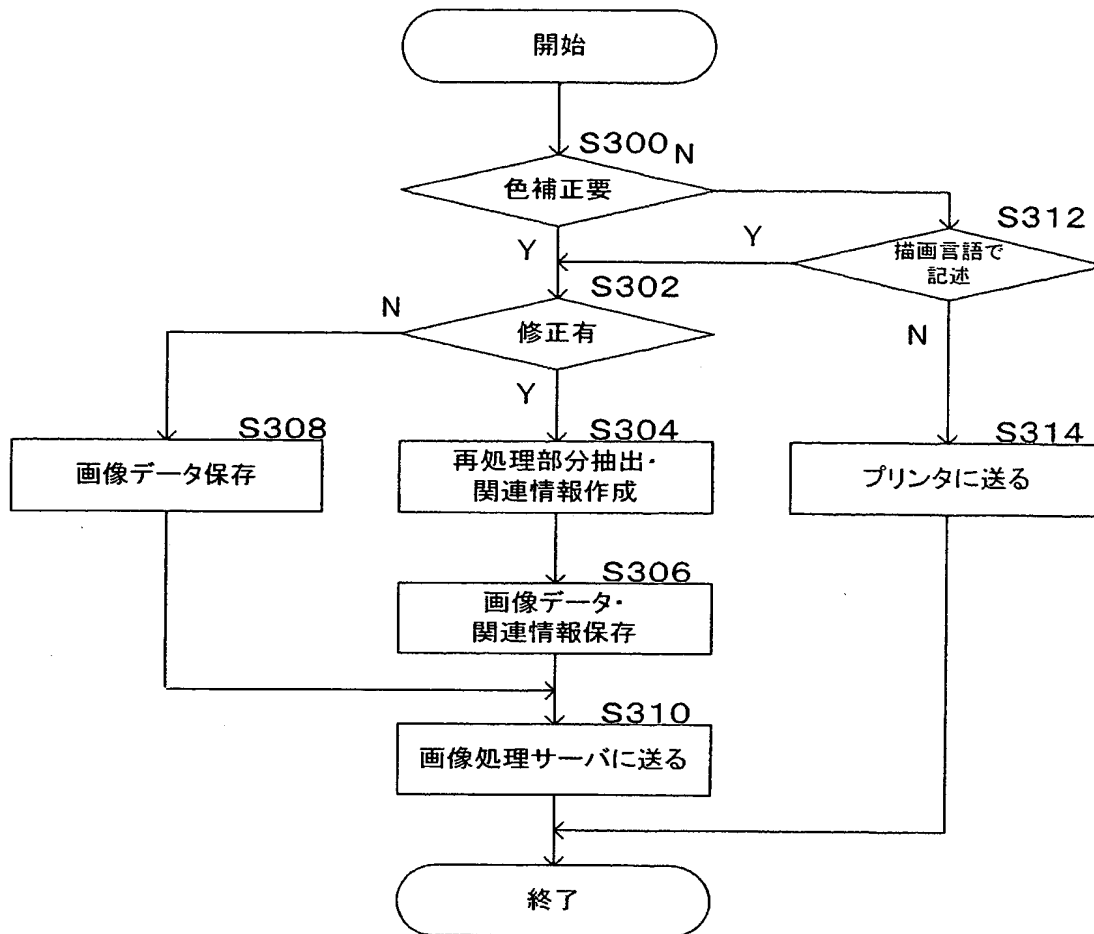 開始
S300
N
色補正要
S312
Y
Y
描画言語で
記述
S302
N
修正有
N
Y
S308
S304
S314
画像データ保存
再処理部分抽出・
関連情報作成
プリンタに送る
S306
画像データ・
関連情報保存
S310
画像処理サーバに送る
終了